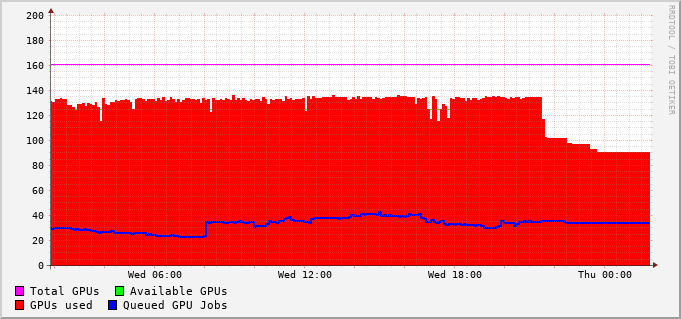 200
180
160
140
120
100
80
60
40
20
0
Wed 06:00 Wed 12:00 Wed 18:00 Thu 00:00
Total GPUs Available GPUs
GPUs used Queued GPU Jobs
RRDTOOL / TOBI OETIKER